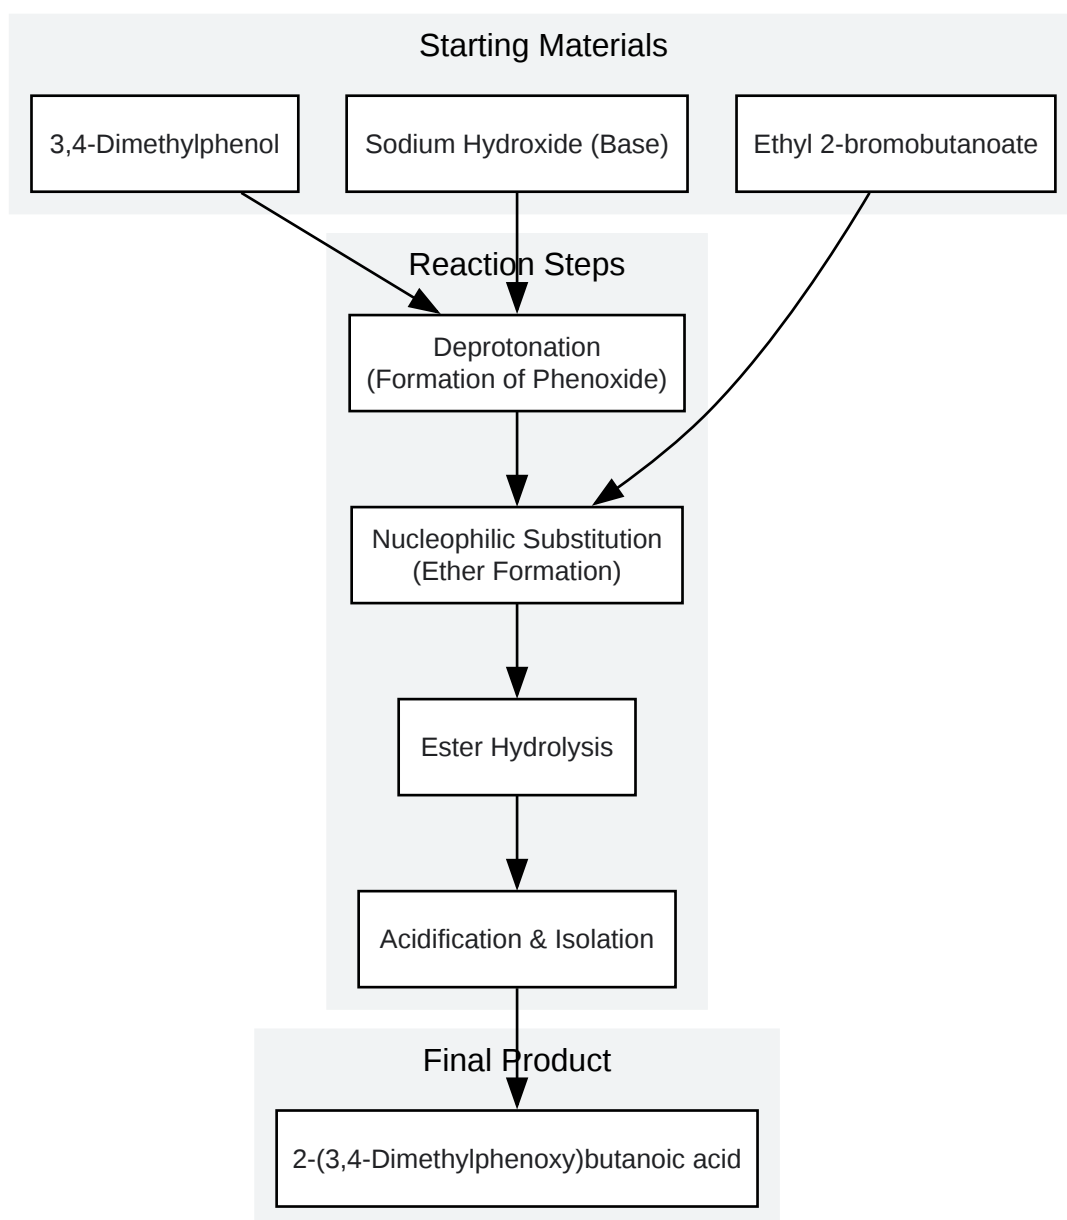 Starting Materials
3,4-Dimethylphenol
Sodium Hydroxide (Base)
Ethyl 2-bromobutanoate
Reaction Steps
Deprotonation
(Formation of Phenoxide)
Nucleophilic Substitution
(Ether Formation)
Ester Hydrolysis
Acidification & Isolation
Final Product
2-(3,4-Dimethylphenoxy)butanoic acid